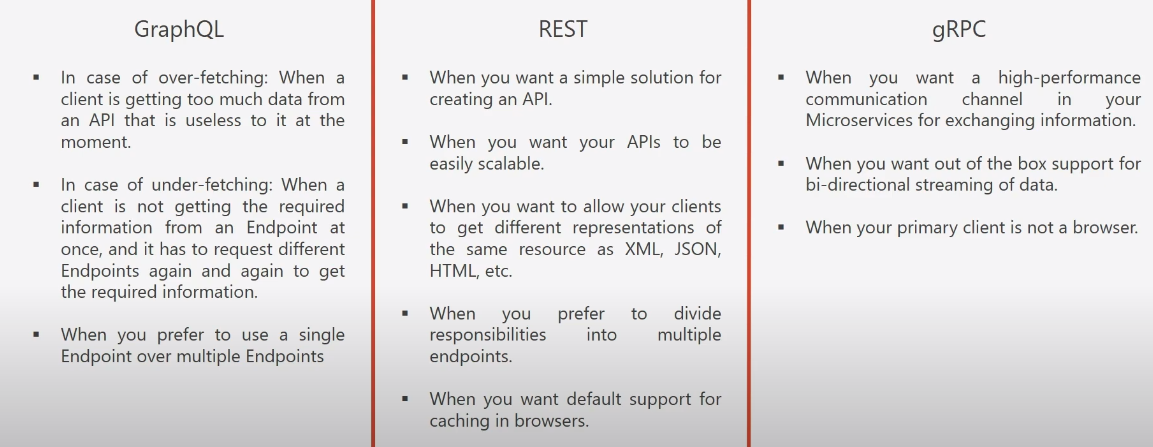 GraphQL
▪ In case of over-fetching: When a
client is getting too much data from
an API that is useless to it at the
moment.
▪ In case of under-fetching: When a
client is not getting the required
information from an Endpoint at
once, and it has to request different
Endpoints again and again to get
the required information.
▪ When you prefer to use a single
Endpoint over multiple Endpoints
REST
▪ When you want a simple solution for
creating an API.
▪ When you want your APIs to be
easily scalable.
▪ When you want to allow your clients
to get different representations of
the same resource as XML, JSON,
HTML, etc.
▪ When you prefer to divide
responsibilities into multiple
endpoints.
▪ When you want default support for
caching in browsers.
gRPC
▪ When you want a high-performance
communication channel in your
Microservices for exchanging information.
▪ When you want out of the box support for
bi-directional streaming of data.
▪ When your primary client is not a browser.